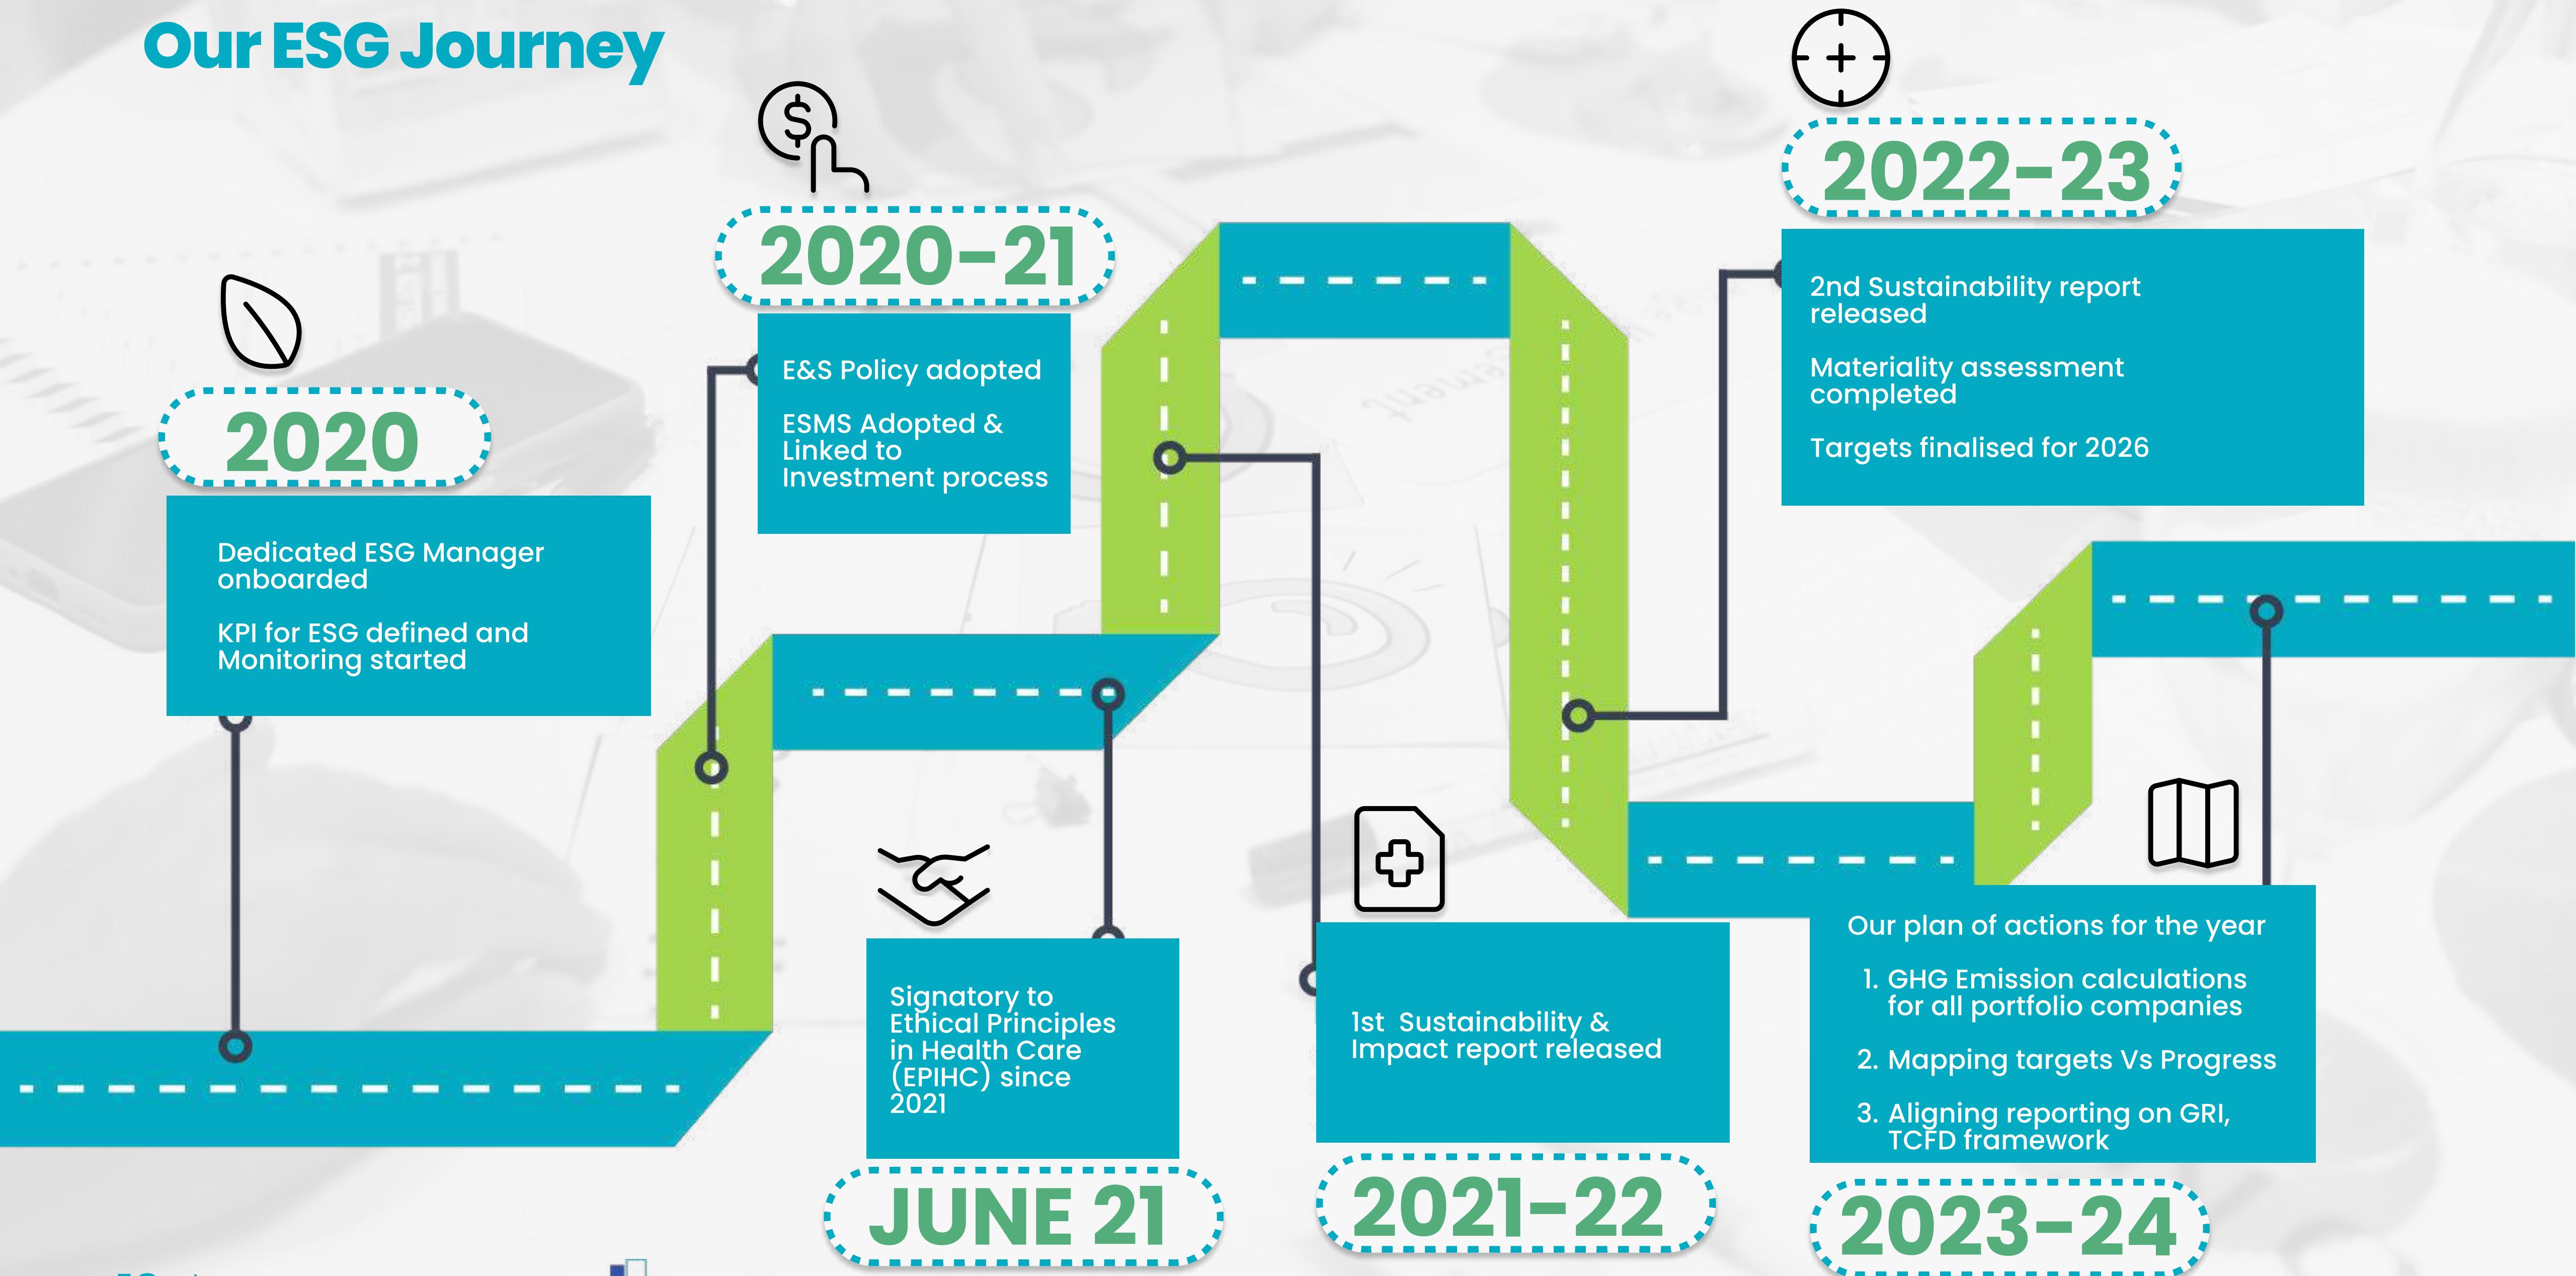 Our ESG Journey
2020
Dedicated ESG Manager
onboarded
KPI for ESG defined and
Monitoring started
2020-21
E&S Policy adopted
ESMS Adopted &
Linked to
Investment process
Signatory to
Ethical Principles
in Health Care
(EPIHC) since
2021
JUNE 21
1st Sustainability &
Impact report released
2021-22
2022-23
2nd Sustainability report
released
Materiality assessment
completed
Targets finalised for 2026
Our plan of actions for the year
1. GHG Emission calculations
for all portfolio companies
2. Mapping targets Vs Progress
3. Aligning reporting on GRI,
TCFD framework
2023-24